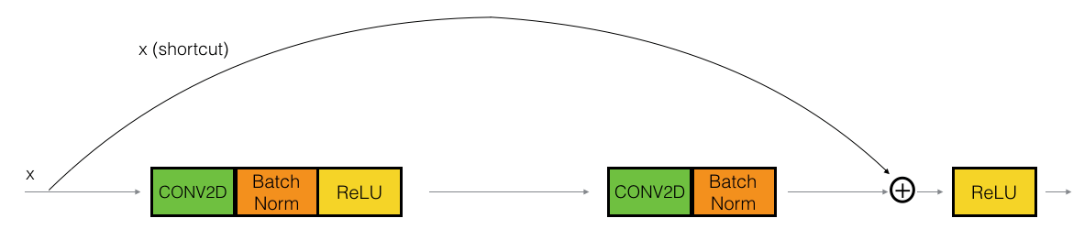 x (shortcut)
x
CONV2D
Batch
Norm
ReLU
CONV2D
Batch
Norm
ReLU